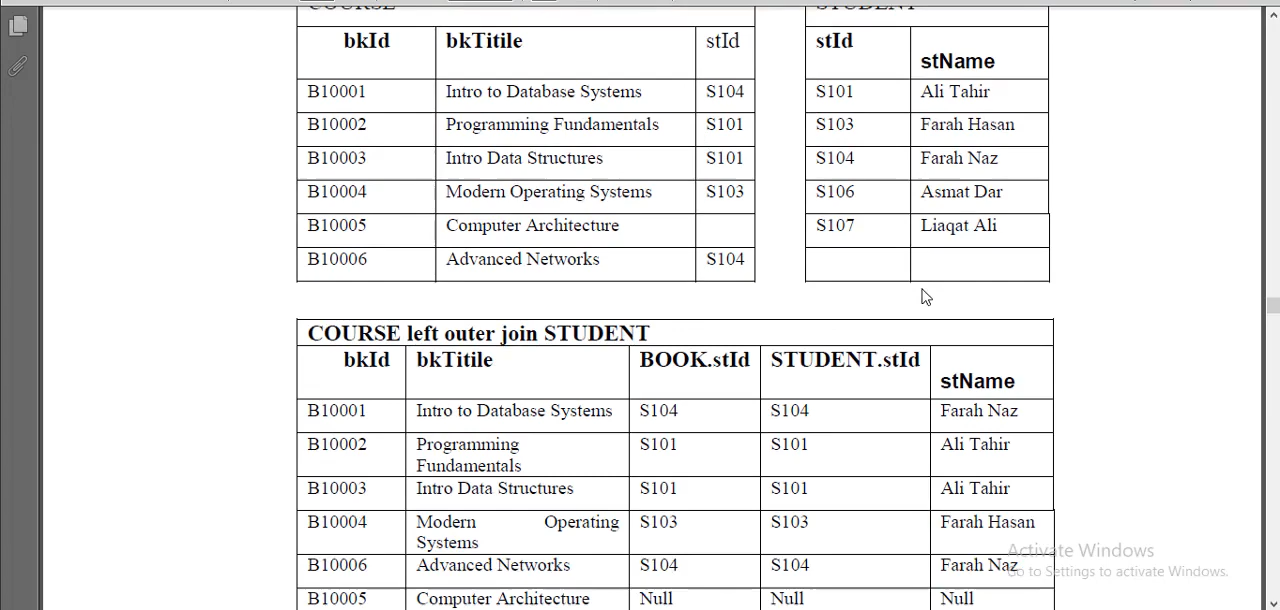 COURSE STUDENT
bkId bkTitile stId stId stName
B10001 Intro to Database Systems S104 S101 Ali Tahir
B10002 Programming Fundamentals S101 S103 Farah Hasan
B10003 Intro Data Structures S101 S104 Farah Naz
B10004 Modern Operating Systems S103 S106 Asmat Dar
B10005 Computer Architecture S107 Liaqat Ali
B10006 Advanced Networks S104
COURSE left outer join STUDENT
bkId bkTitile BOOK.stId STUDENT.stId stName
B10001 Intro to Database Systems S104 S104 Farah Naz
B10002 Programming S101 S101 Ali Tahir
Fundamentals
B10003 Intro Data Structures S101 S101 Ali Tahir
B10004 Modern Operating S103 S103 Farah Hasan
Systems
Activate Windows
B10006 Advanced Networks S104 S104 Farah Naz
Go to Settings to activate Windows.
B10005 Computer Architecture Null Null Null